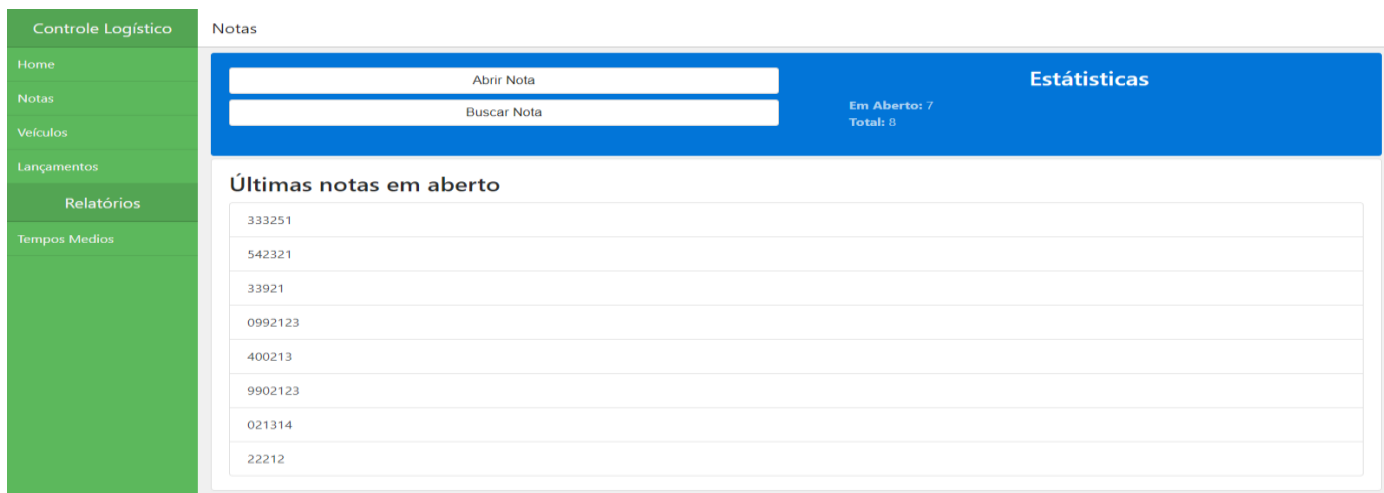 Controle Logístico
Home
Notas
Veículos
Lançamentos
Relatórios
Tempos Medios
Notas
Abrir Nota
Buscar Nota
Estátisticas
Em Aberto: 7
Total: 8
Últimas notas em aberto
333251
542321
33921
0992123
400213
9902123
021314
22212